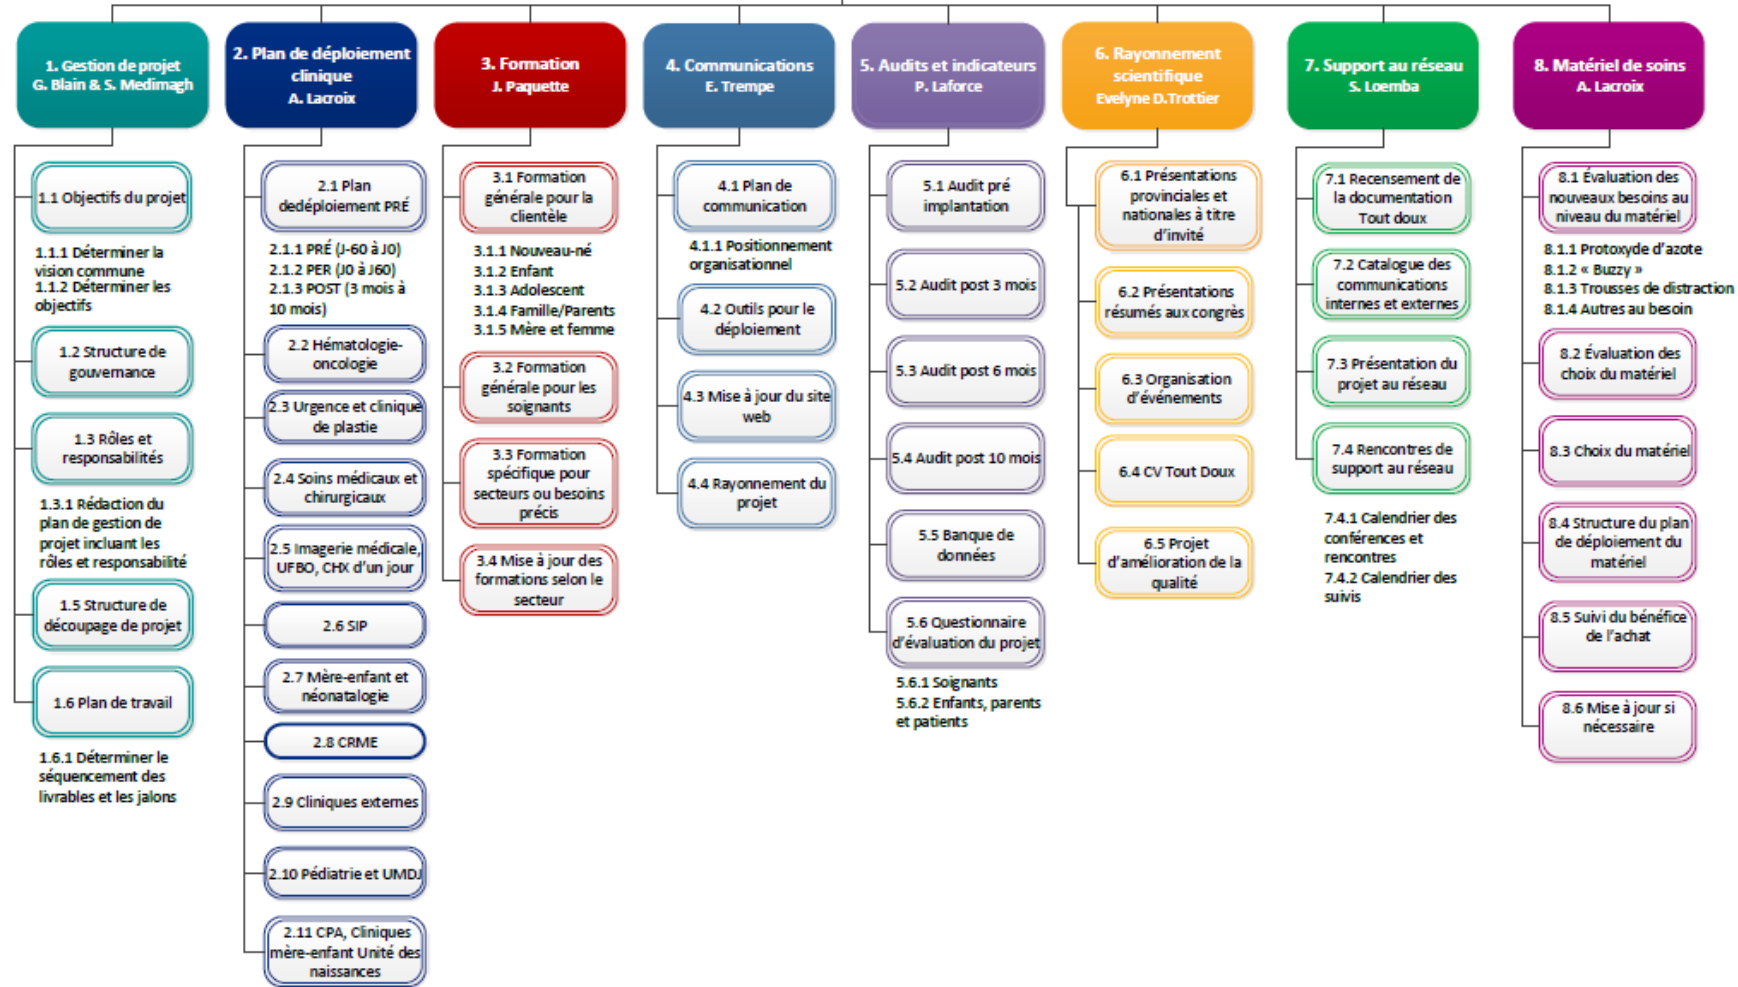 1. Gestion de projet
G. Blain & S. Medimagh
1.1 Objectifs du projet
1.1.1 Déterminer la
vision commune
1.1.2 Déterminer les
objectifs
1.2 Structure de
gouvernance
1.3 Rôles et
responsabilités
1.3.1 Rédaction du
plan de gestion de
projet incluant les
rôles et responsabilité
1.5 Structure de
découpage de projet
1.6 Plan de travail
1.6.1 Déterminer le
séquencement des
livrables et les jalons
2. Plan de déploiement
clinique
A. Lacroix
2.1 Plan
dedéploiement PRÉ
2.1.1 PRÉ (J-60 à J0)
2.1.2 PER (J0 à J60)
2.1.3 POST (3 mois à
10 mois)
2.2 Hématologie-
oncologie
2.3 Urgence et clinique
de plastie
2.4 Soins médicaux et
chirurgicaux
2.5 Imagerie médicale,
UFBO, CHX d'un jour
2.6 SIP
2.7 Mère-enfant et
néonatalogie
2.8 CRME
2.9 Cliniques externes
2.10 Pédiatrie et UMDJ
2.11 CPA, Cliniques
mère-enfant Unité des
naissances
3. Formation
J. Paquette
3.1 Formation
générale pour la
clientèle
3.1.1 Nouveau-né
3.1.2 Enfant
3.1.3 Adolescent
3.1.4 Famille/Parents
3.1.5 Mère et femme
3.2 Formation
générale pour les
soignants
3.3 Formation
spécifique pour
secteurs ou besoins
précis
3.4 Mise à jour des
formations selon le
secteur
4. Communications
E. Trempe
4.1 Plan de
communication
4.1.1 Positionnement
organisationnel
4.2 Outils pour le
déploiement
4.3 Mise à jour du site
web
4.4 Rayonnement du
projet
5. Audits et indicateurs
P. Laforce
5.1 Audit pré
implantation
5.2 Audit post 3 mois
5.3 Audit post 6 mois
5.4 Audit post 10 mois
5.5 Banque de
données
5.6 Questionnaire
d'évaluation du projet
5.6.1 Soignants
5.6.2 Enfants, parents
et patients
6. Rayonnement
scientifique
Evelyne D.Trottier
6.1 Présentations
provinciales et
nationales à titre
d'invité
6.2 Présentations
résumés aux congrès
6.3 Organisation
d'événements
6.4 CV Tout Doux
6.5 Projet
d'amélioration de la
qualité
7. Support au réseau
S. Loemba
7.1 Recensement de
la documentation
Tout doux
7.2 Catalogue des
communications
internes et externes
7.3 Présentation du
projet au réseau
7.4 Rencontres de
support au réseau
7.4.1 Calendrier des
conférences et
rencontres
7.4.2 Calendrier des
suivis
8. Matériel de soins
A. Lacroix
8.1 Évaluation des
nouveaux besoins au
niveau du matériel
8.1.1 Protoxyde d'azote
8.1.2 « Buzzy »
8.1.3 Trousses de distraction
8.1.4 Autres au besoin
8.2 Évaluation des
choix du matériel
8.3 Choix du matériel
8.4 Structure du plan
de déploiement du
matériel
8.5 Suivi du bénéfice
de l'achat
8.6 Mise à jour si
nécessaire